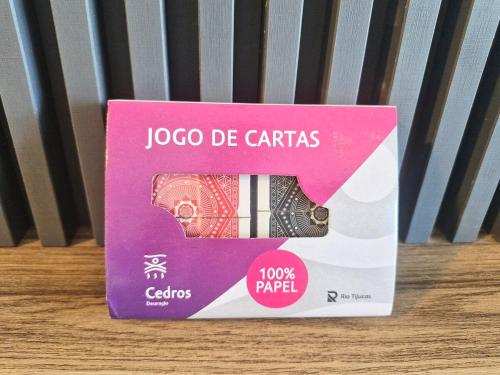 JOGO DE CARTAS
100%
PAPEL
Cedros
Decoração
Rio Tijucas